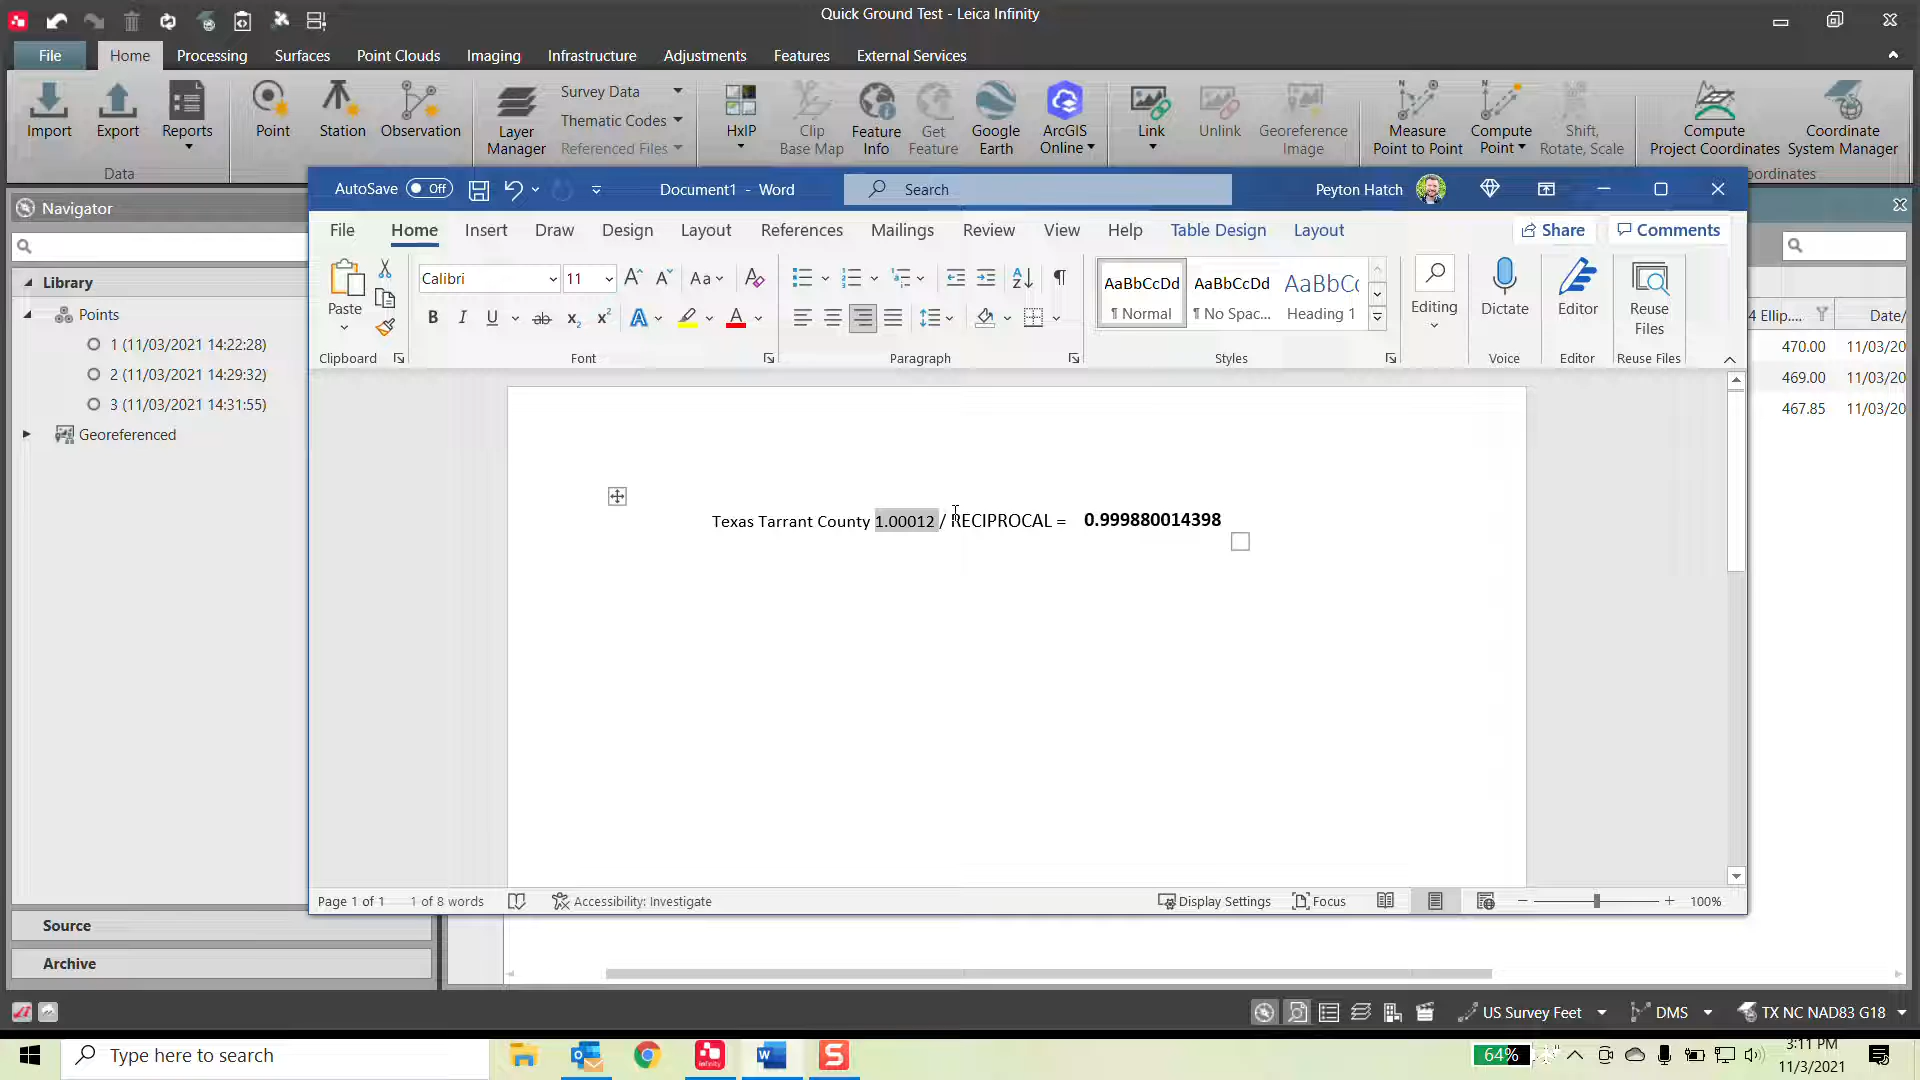 Quick Ground Test - Leica Infinity
File Home Processing Surfaces Point Clouds Imaging Infrastructure Adjustments Features External Services
Import Export Reports Point Station Observation Layer Manager Survey Data Thematic Codes Referenced Files HxIP Clip Base Map Feature Info Get Feature Google Earth ArcGIS Online Link Unlink Georeference Image Measure Point to Point Compute Point Shift, Rotate, Scale Compute Project Coordinates Coordinate System Manager
Data
AutoSave Off Document1 - Word Search Peyton Hatch
Navigator
File Home Insert Draw Design Layout References Mailings Review View Help Table Design Layout Share Comments
Library
Points
1 (11/03/2021 14:22:28)
2 (11/03/2021 14:29:32)
3 (11/03/2021 14:31:55)
Georeferenced
Paste Calibri 11 Aa
B I U ab x2 x2 A A
AaBbCcDd AaBbCcDd AaBbCc
¶ Normal ¶ No Spac... Heading 1
Editing Dictate Editor Reuse Files
Clipboard Font Paragraph Styles Voice Editor Reuse Files
4 Ellip.... Date/
470.00 11/03/20
469.00 11/03/20
467.85 11/03/20
Texas Tarrant County 1.00012 / RECIPROCAL = 0.999880014398
Page 1 of 1 1 of 8 words Accessibility: Investigate Display Settings Focus 100%
Source
Archive
US Survey Feet DMS TX NC NAD83 G18
Type here to search 64% 3:11 PM
11/3/2021